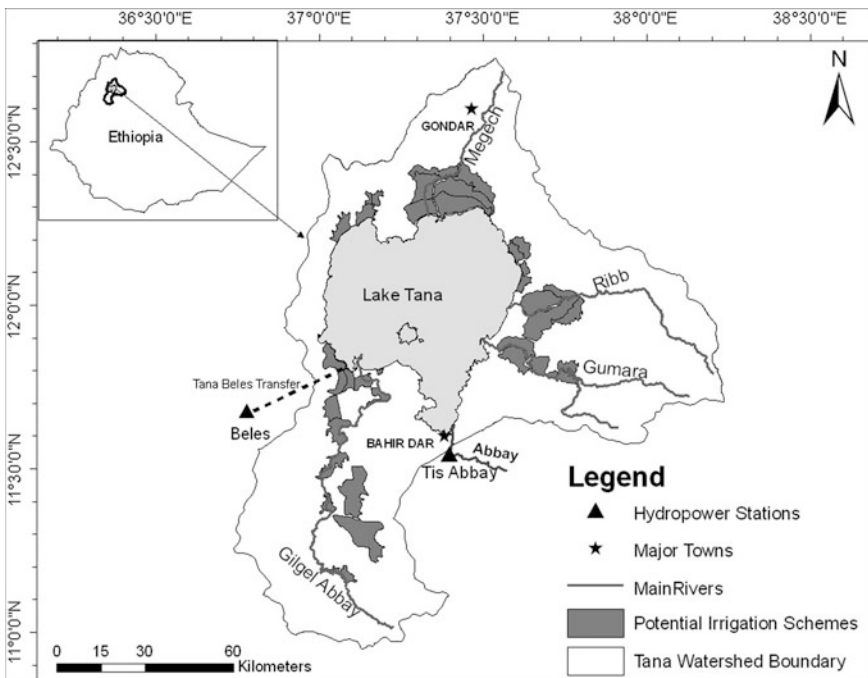 36°30'0"E 37°0'0"E 37°30'0"E 38°0'0"E 38°30'0"E
N
Ethiopia
GONDAR
Megech
12°30'0"N
Lake Tana
Ribb
12°0'0"N
Gumara
Tana Beles Transfer
Beles
BAHIR DAR
Abbay
Tis Abbay
11°30'0"N
Gilgel Abbay
11°0'0"N
Legend
Hydropower Stations
Major Towns
MainRivers
Potential Irrigation Schemes
Tana Watershed Boundary
0 15 30 60
Kilometers